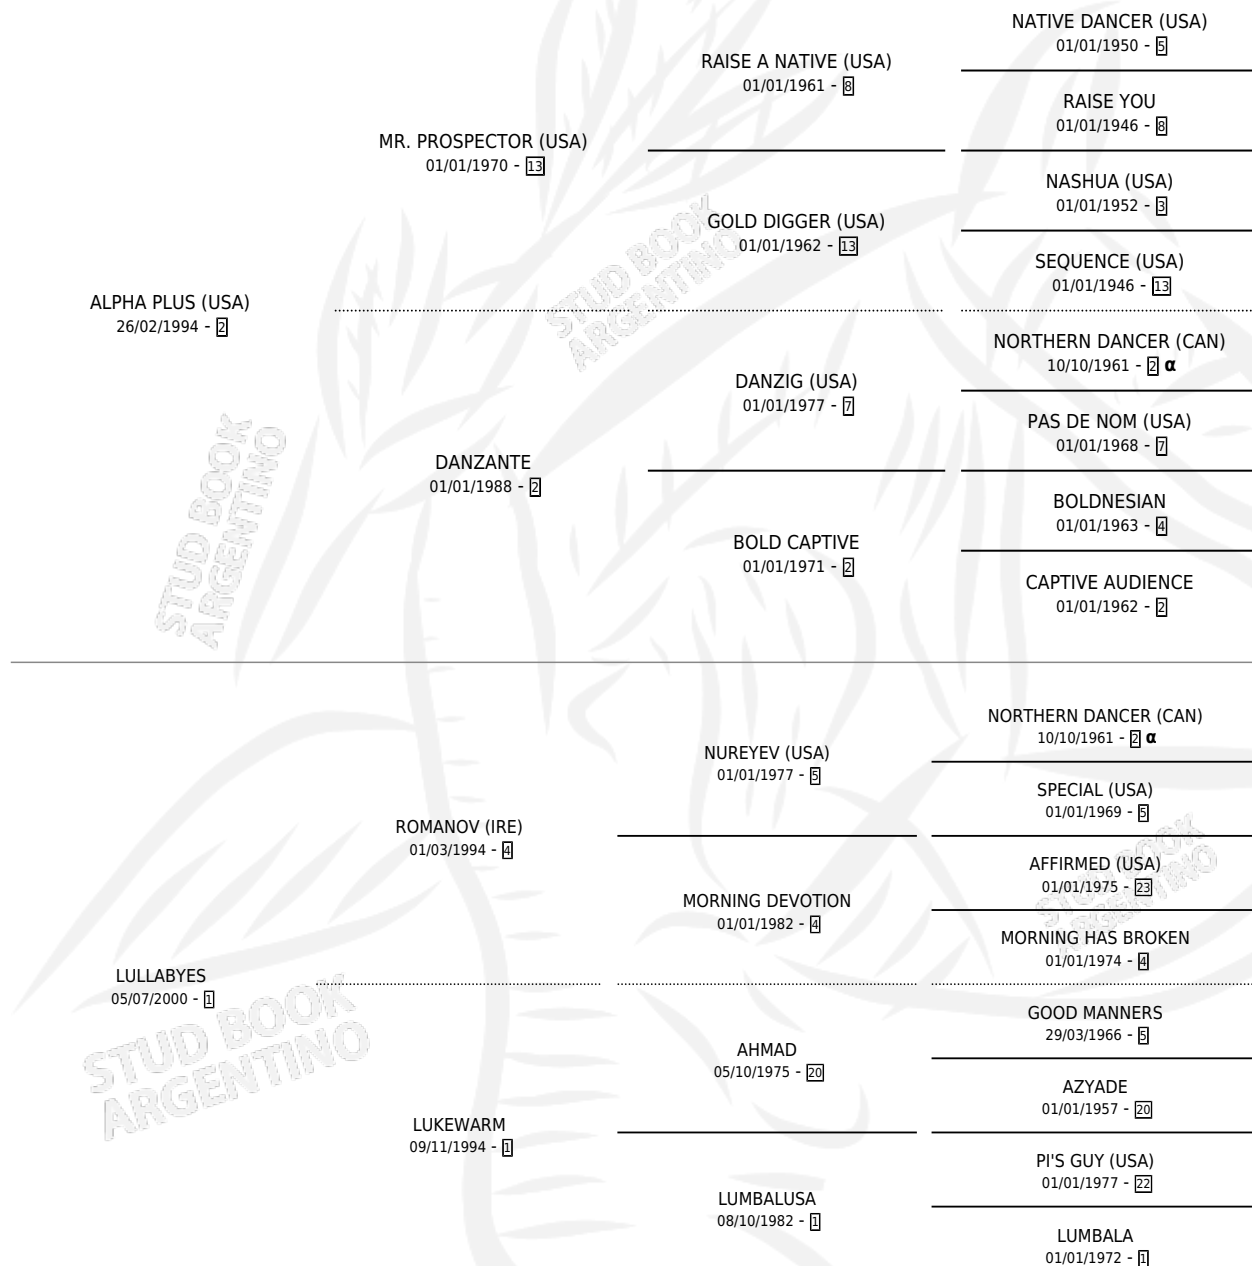 NATIVE DANCER (USA)
01/01/1950 - 5
RAISE A NATIVE (USA)
01/01/1961 - 8
RAISE YOU
01/01/1946 - 8
MR. PROSPECTOR (USA)
01/01/1970 - 13
NASHUA (USA)
01/01/1952 - 3
GOLD DIGGER (USA)
01/01/1962 - 13
SEQUENCE (USA)
01/01/1946 - 13
ALPHA PLUS (USA)
26/02/1994 - 2
NORTHERN DANCER (CAN)
10/10/1961 - 2 α
DANZIG (USA)
01/01/1977 - 7
PAS DE NOM (USA)
01/01/1968 - 7
DANZANTE
01/01/1988 - 2
BOLDNESIAN
01/01/1963 - 4
BOLD CAPTIVE
01/01/1971 - 2
CAPTIVE AUDIENCE
01/01/1962 - 2
NORTHERN DANCER (CAN)
10/10/1961 - 2 α
NUREYEV (USA)
01/01/1977 - 5
SPECIAL (USA)
01/01/1969 - 5
ROMANOV (IRE)
01/03/1994 - 4
AFFIRMED (USA)
01/01/1975 - 23
MORNING DEVOTION
01/01/1982 - 4
MORNING HAS BROKEN
01/01/1974 - 4
LULLABYES
05/07/2000 - 1
GOOD MANNERS
29/03/1966 - 5
AHMAD
05/10/1975 - 20
AZYADE
01/01/1957 - 20
LUKEWARM
09/11/1994 - 1
PI'S GUY (USA)
01/01/1977 - 22
LUMBALUSA
08/10/1982 - 1
LUMBALA
01/01/1972 - 1
STUD BOOK
ARGENTINO
STUD BOOK
ARGENTINO
STUD BOOK
ARGENTINO
STUD BOOK
ARGENTINO